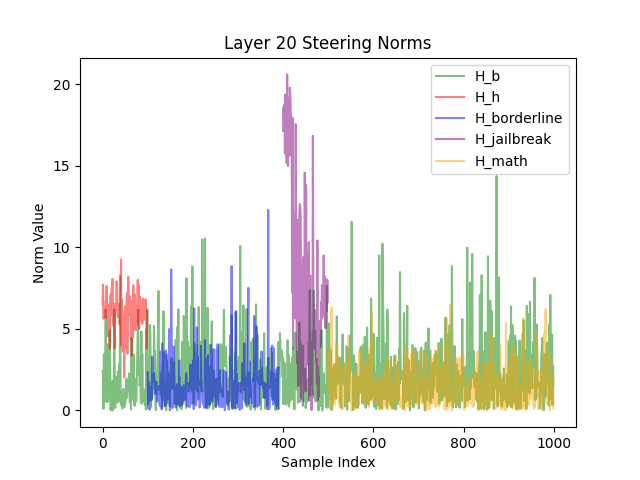 Layer 20 Steering Norms
H_b
H_h
H_borderline
H_jailbreak
H_math
20
15
10
5
0
Norm Value
0
200
400
600
800
1000
Sample Index